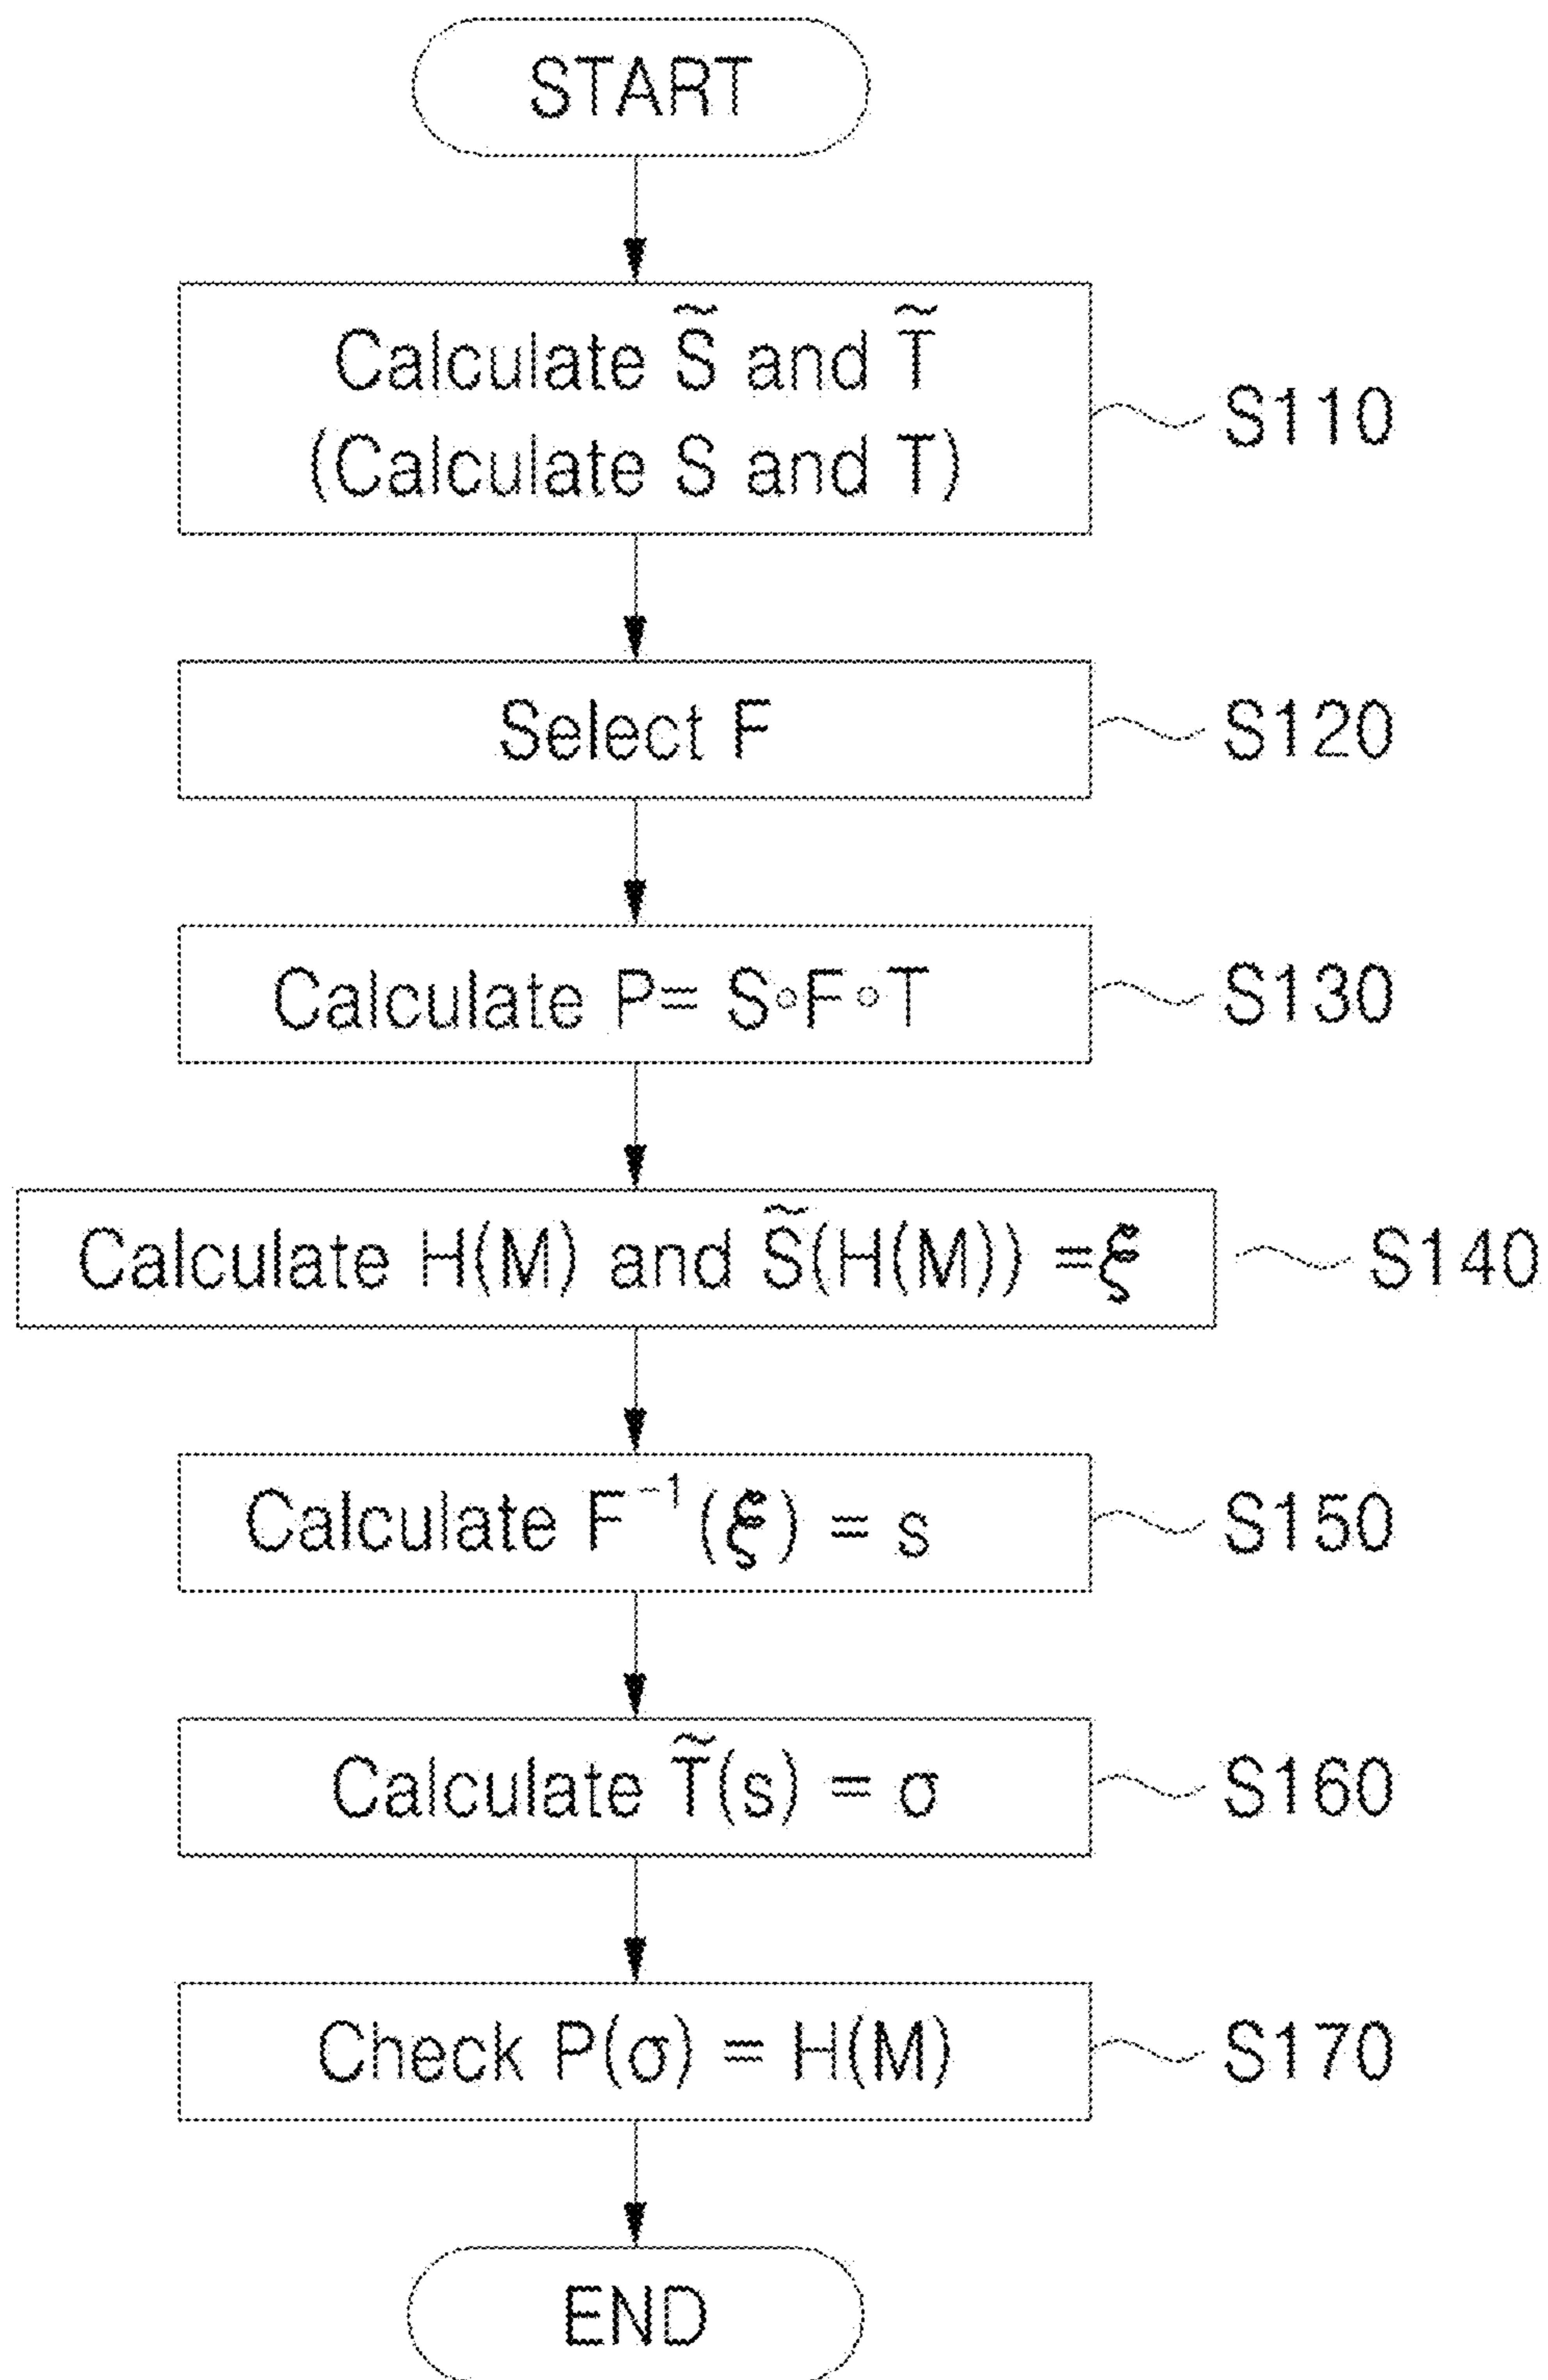 START
Calculate S̃ and T̃
(Calculate S and T)
S110
Select F
S120
Calculate P= S∘F∘T
S130
Calculate H(M) and S̃(H(M)) =ξ
S140
Calculate F⁻¹(ξ) = s
S150
Calculate T̃(s) = σ
S160
Check P(σ) = H(M)
S170
END